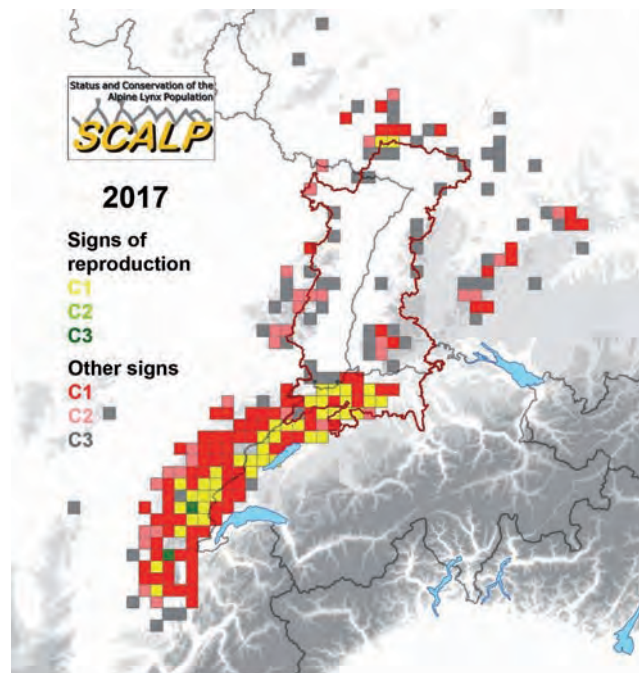 Status and Conservation of the
Alpine Lynx Population
SCALP
2017
Signs of
reproduction
C1
C2
C3
Other signs
C1
C2
C3